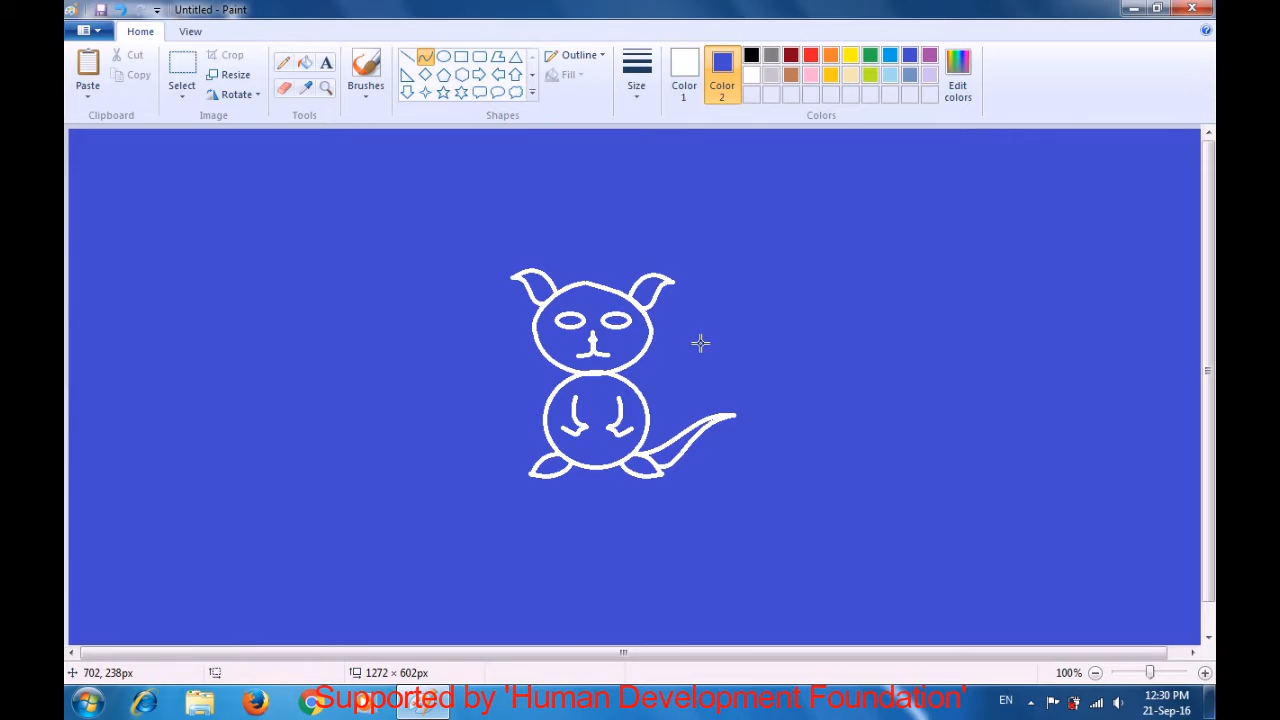 Untitled - Paint
Home
View
Paste
Cut
Copy
Clipboard
Select
Crop
Resize
Rotate
Image
A
Tools
Brushes
Outline
Fill
Shapes
Size
Color 1
Color 2
Edit colors
Colors
702, 238px
1272 × 602px
100%
EN
12:30 PM
21-Sep-16
Supported by 'Human Development Foundation'